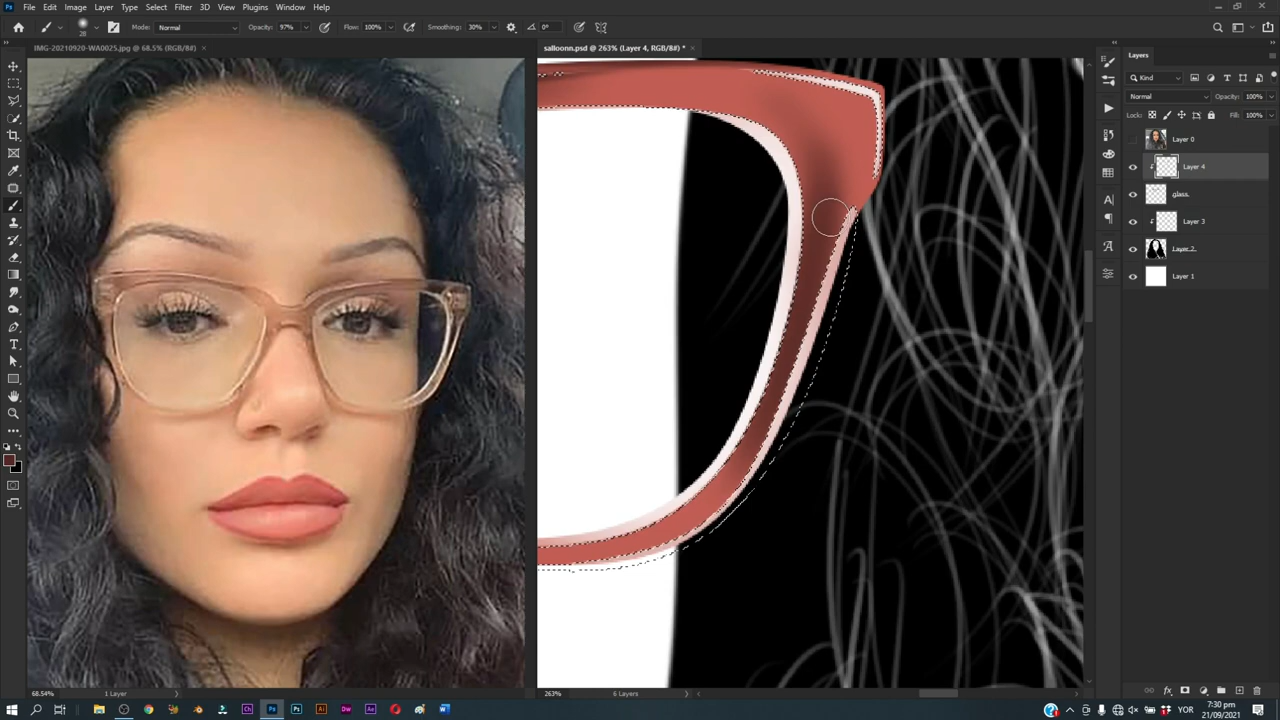 File Edit Image Layer Type Select Filter 3D View Plugins Window Help
Mode: Normal Opacity: 97% Flow: 100% Smoothing: 30% 0°
28
IMG-20210920-WA0025.jpg @ 68.5% (RGB/8#) ×
salloonn.psd @ 263% (Layer 4, RGB/8#) * ×
Layers
Kind
Normal Opacity: 100%
Lock: Fill: 100%
Layer 0
Layer 4
glass.
Layer 3
Layer 2.
Layer 1
68.54% 1 Layer
263% 6 Layers
YOR
7:30 pm
21/09/2021